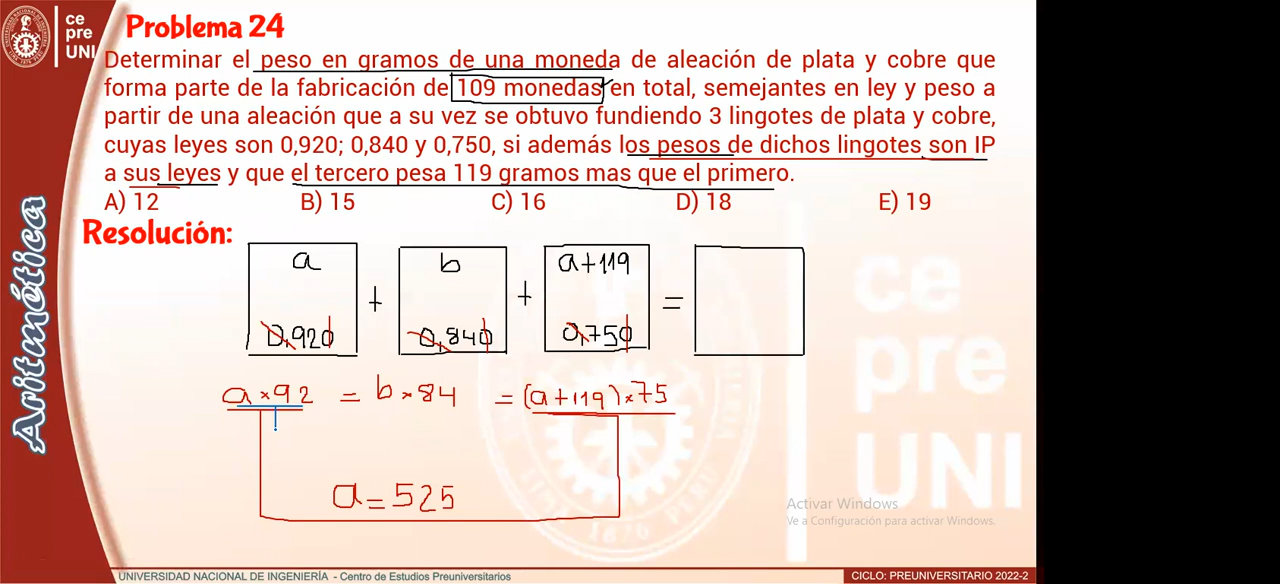 ce
pre
UNI
Problema 24
Determinar el peso en gramos de una moneda de aleación de plata y cobre que
forma parte de la fabricación de 109 monedas en total, semejantes en ley y peso a
partir de una aleación que a su vez se obtuvo fundiendo 3 lingotes de plata y cobre,
cuyas leyes son 0,920; 0,840 y 0,750, si además los pesos de dichos lingotes son IP
a sus leyes y que el tercero pesa 119 gramos mas que el primero.
A) 12 B) 15 C) 16 D) 18 E) 19
Resolución:
a b a+119
+ + =
0,920 0,840 0,750
a×92 = b×84 = (a+119)×75
a=525
Aritmética
ce
pre
UNI
Activar Windows
Ve a Configuración para activar Windows.
UNIVERSIDAD NACIONAL DE INGENIERÍA - Centro de Estudios Preuniversitarios CICLO: PREUNIVERSITARIO 2022-2